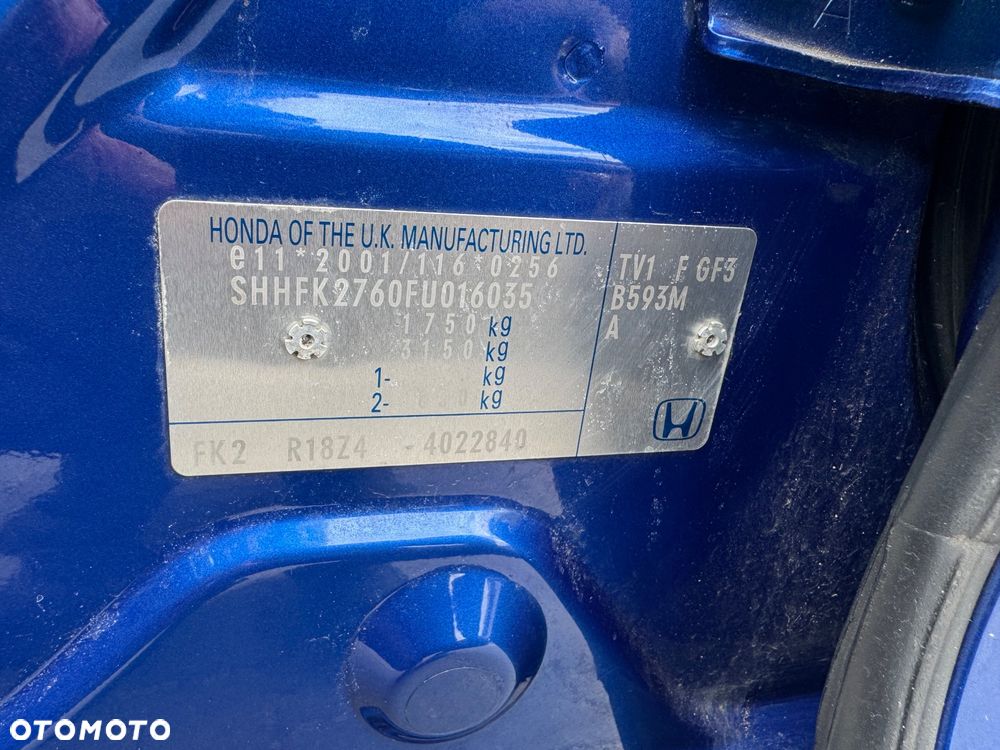 HONDA OF THE U.K. MANUFACTURING LTD.
e11*2001/116*0256
SHHFK2760FU016035
1750 kg
3150 kg
1- kg
2- kg
FK2 R18Z4 -4022840
TV1 F GF3
B593M
A
OTOMOTO